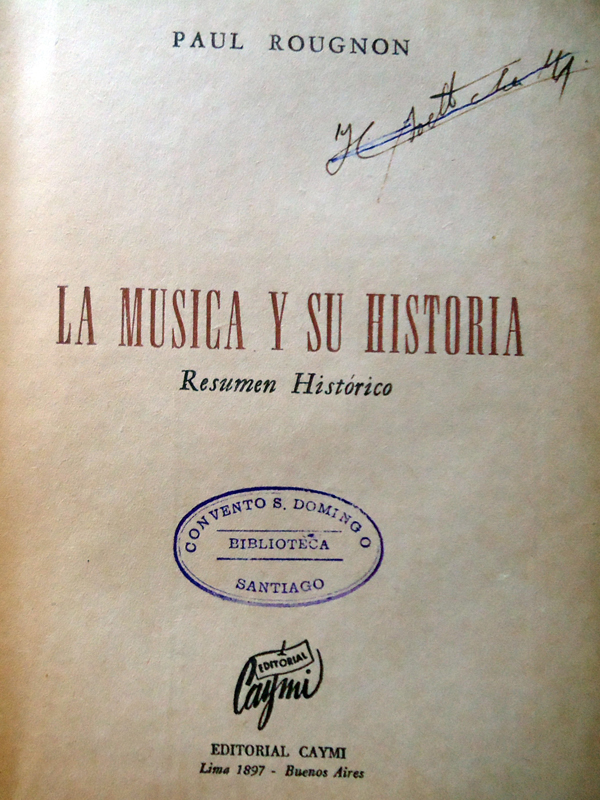 PAUL ROUGNON
LA MUSICA Y SU HISTORIA
Resumen Histórico
CONVENTO S. DOMINGO
BIBLIOTECA
SANTIAGO
EDITORIAL
Caymi
EDITORIAL CAYMI
Lima 1897 - Buenos Aires